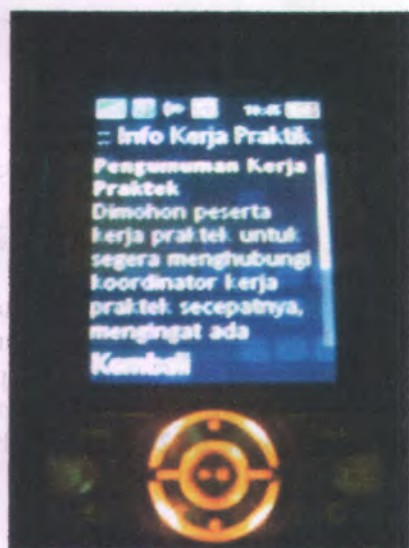 :: Info Kerja Praktik
Pengumuman Kerja
Praktek
Dimohon peserta
kerja praktek untuk
segera menghubungi
koordinator kerja
praktek secepatnya,
mengingat ada
Kembali